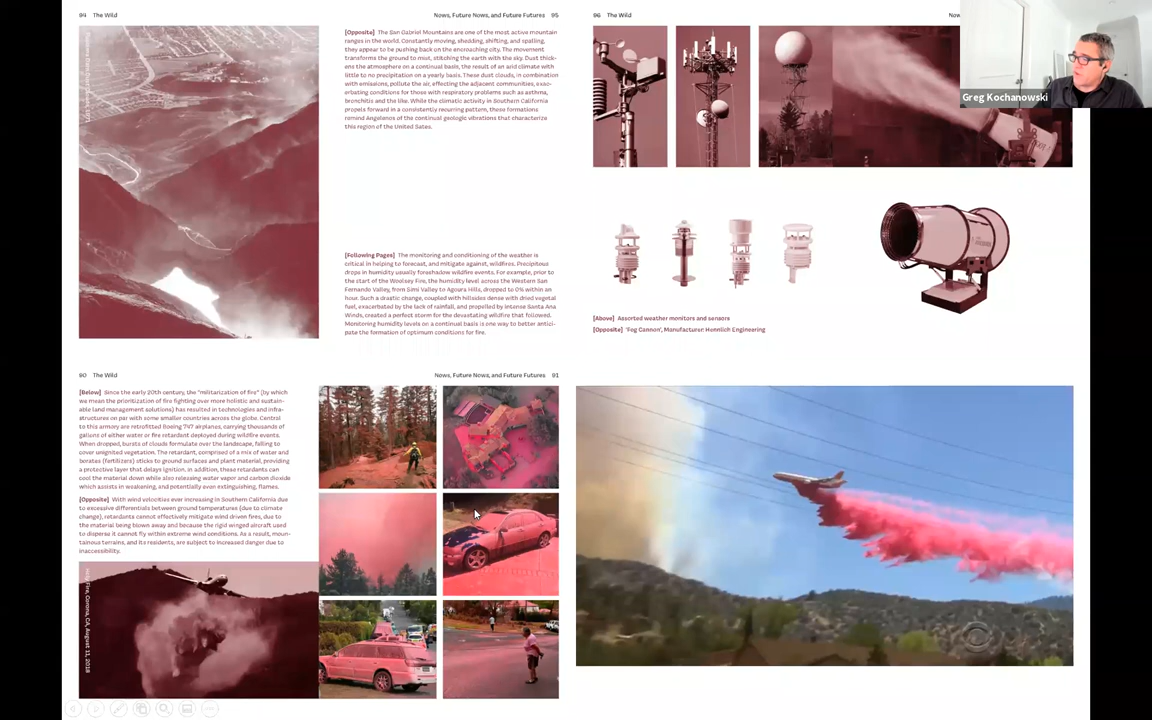 94 The Wild
Nows, Future Nows, and Future Futures 95
[Opposite] The San Gabriel Mountains are one of the most active mountain
ranges in the world. Constantly moving, shedding, shifting, and spalling,
they appear to be pushing back on the encroaching city. The movement
transforms the ground to mist, stitching the earth with the sky. Dust thick-
ens the atmosphere on a continual basis, the result of an arid climate with
little to no precipitation on a yearly basis. These dust clouds, in combination
with emissions, pollute the air, effecting the adjacent communities, exac-
erbating conditions for those with respiratory problems such as asthma,
bronchitis and the like. While the climatic activity in Southern California
propels forward in a consistently recurring pattern, these formations
remind Angelenos of the continual geologic vibrations that characterize
this region of the United Sates.
[Following Pages] The monitoring and conditioning of the weather is
critical in helping to forecast, and mitigate against, wildfires. Precipitous
drops in humidity usually foreshadow wildfire events. For example, prior to
the start of the Woolsey Fire, the humidity level across the Western San
Fernando Valley, from Simi Valley to Agoura Hills, dropped to 0% within an
hour. Such a drastic change, coupled with hillsides dense with dried vegetal
fuel, exacerbated by the lack of rainfall, and propelled by intense Santa Ana
Winds, created a perfect storm for the devastating wildfire that followed.
Monitoring humidity levels on a continual basis is one way to better antici-
pate the formation of optimum conditions for fire.
96 The Wild
Now
Greg Kochanowski
[Above] Assorted weather monitors and sensors
[Opposite] 'Fog Cannon', Manufacturer: Hennlich Engineering
90 The Wild
Nows, Future Nows, and Future Futures 91
[Below] Since the early 20th century, the "militarization of fire" (by which
we mean the prioritization of fire fighting over more holistic and sustain-
able land management solutions) has resulted in technologies and infra-
structures on par with some smaller countries across the globe. Central
to this armory are retrofitted Boeing 747 airplanes, carrying thousands of
gallons of either water or fire retardent deployed during wildfire events.
When dropped, bursts of clouds formulate over the landscape, falling to
cover unignited vegetation. The retardant, comprised of a mix of water and
borates (fertilizers) sticks to ground surfaces and plant material, providing
a protective layer that delays ignition. In addition, these retardants can
cool the material down while also releasing water vapor and carbon dioxide
which assists in weakening, and potentially even extinguishing, flames.
[Opposite] With wind velocities ever increasing in Southern California due
to excessive differentials between ground temperatures (due to climate
change), retardants cannot effectively mitigate wind driven fires, due to
the material being blown away and because the rigid winged aircraft used
to disperse it cannot fly within extreme wind conditions. As a result, moun-
tainous terrains, and its residents, are subject to increased danger due to
inaccessibility.
Holy Fire, Corona, CA, August 11, 2018